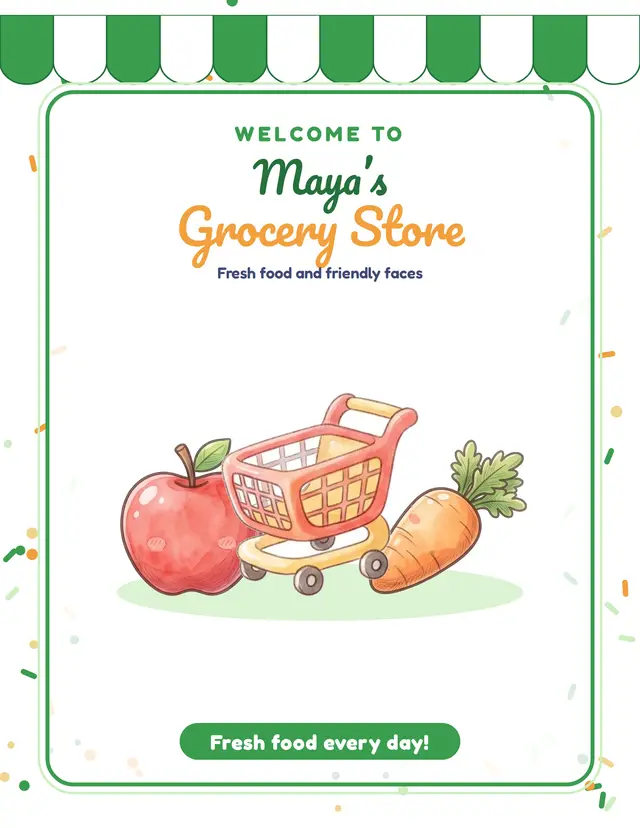 WELCOME TO
Maya's
Grocery Store
Fresh food and friendly faces
Fresh food every day!